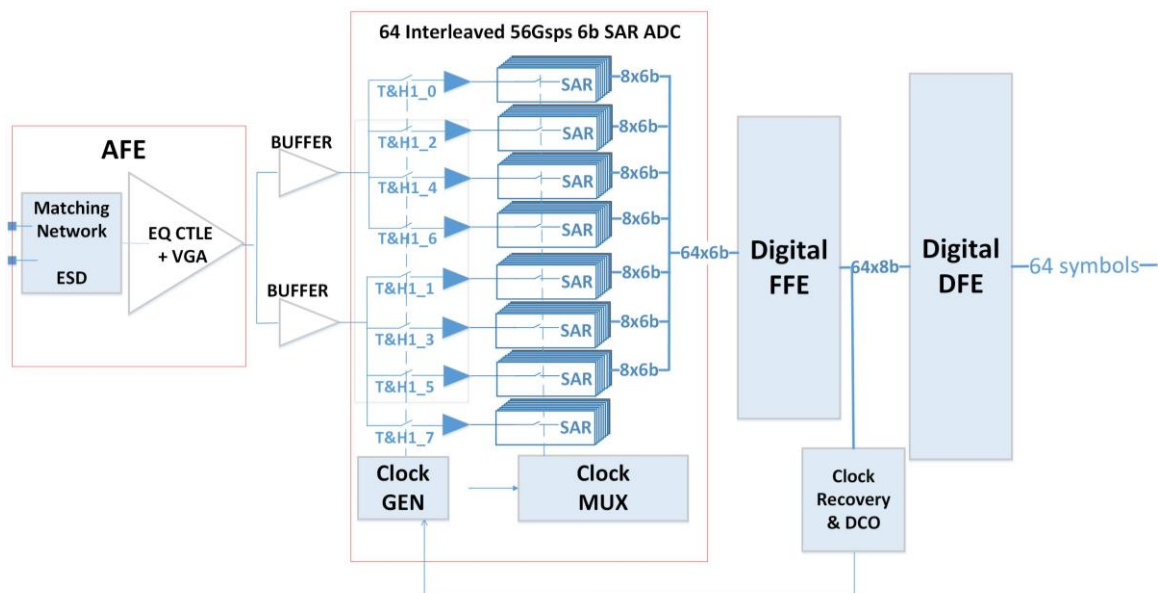 64 Interleaved 56Gsps 6b SAR ADC
AFE
Matching
Network
ESD
EQ CTLE
+ VGA
BUFFER
BUFFER
T&H1_0
SAR
8x6b
T&H1_2
SAR
8x6b
T&H1_4
SAR
8x6b
T&H1_6
SAR
8x6b
T&H1_1
SAR
8x6b
T&H1_3
SAR
8x6b
T&H1_5
SAR
8x6b
T&H1_7
SAR
Clock
GEN
Clock
MUX
64x6b
Digital
FFE
64x8b
Digital
DFE
64 symbols
Clock
Recovery
& DCO